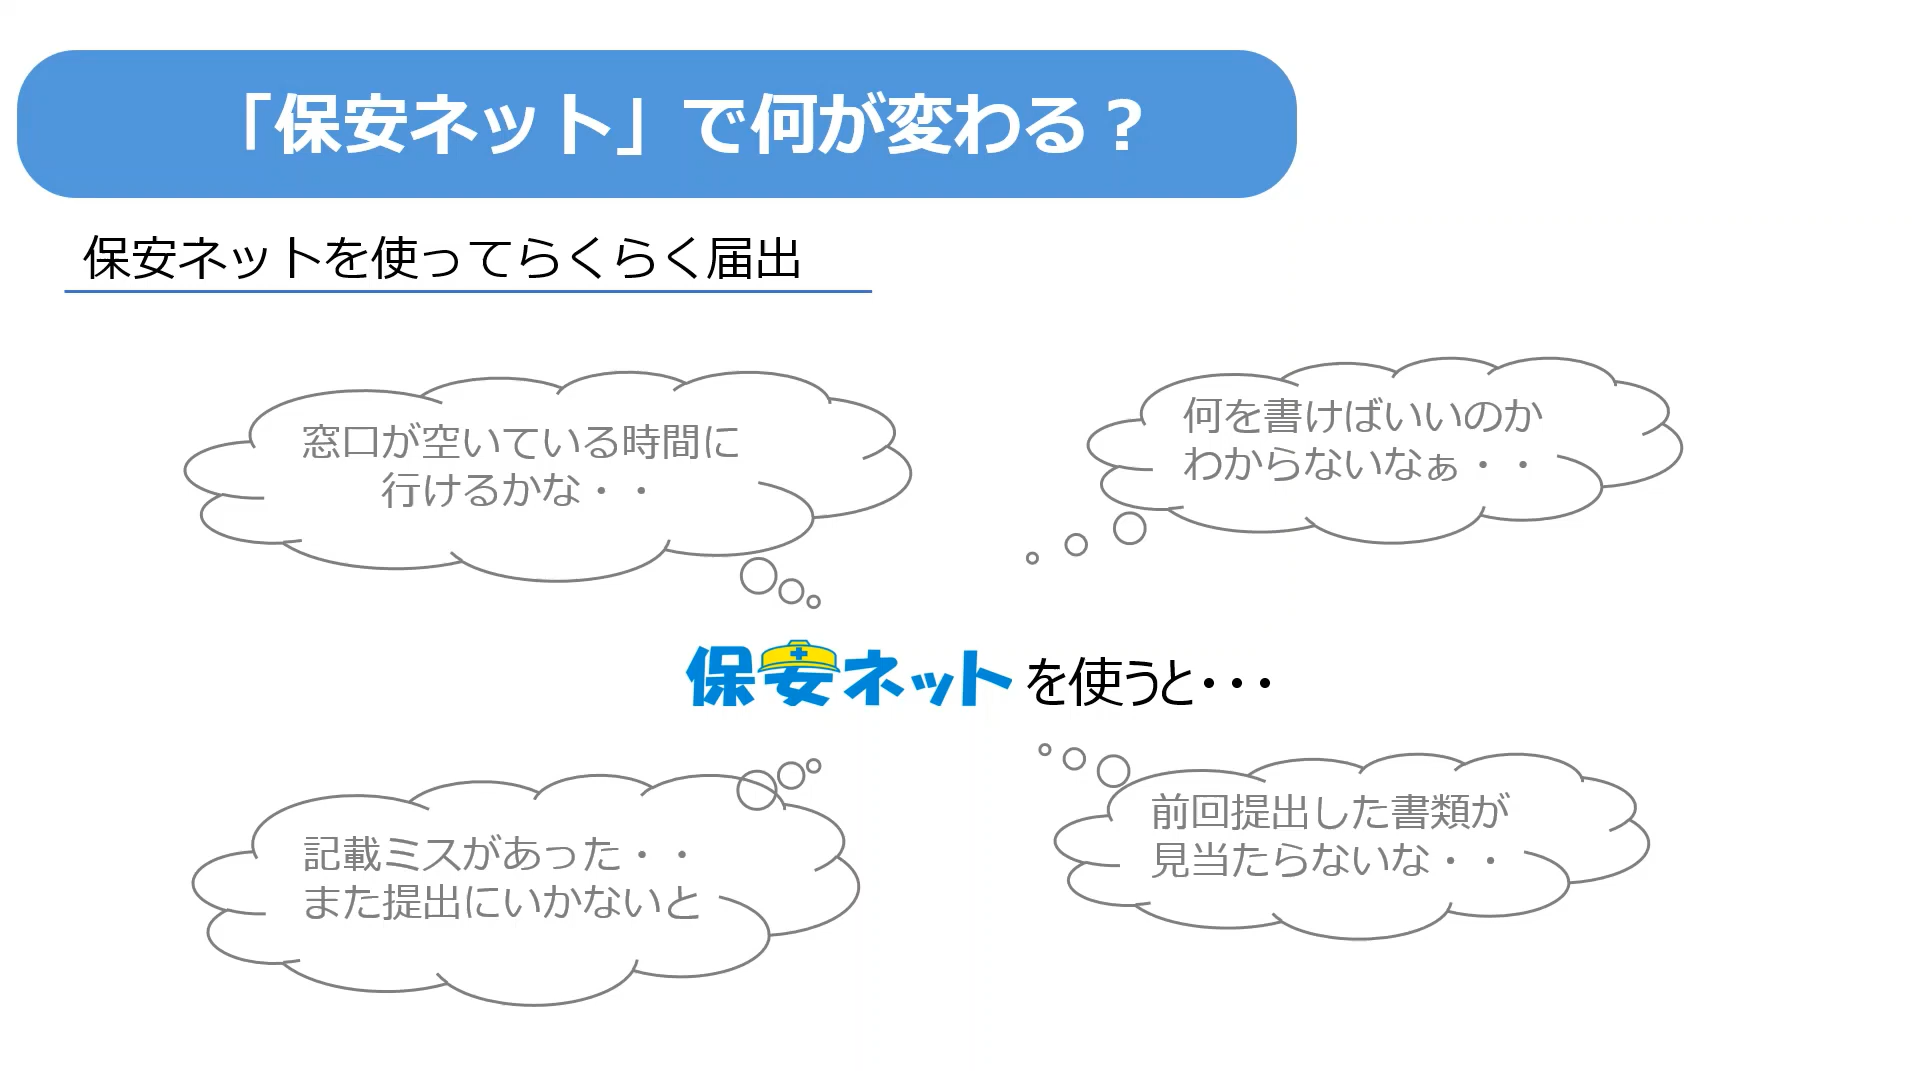 「保安ネット」で何が変わる？
保安ネットを使ってらくらく届出
窓口が空いている時間に
行けるかな・・
何を書けばいいのか
わからないなぁ・・
保安ネットを使うと・・・
記載ミスがあった・・
また提出にいかないと
前回提出した書類が
見当たらないな・・